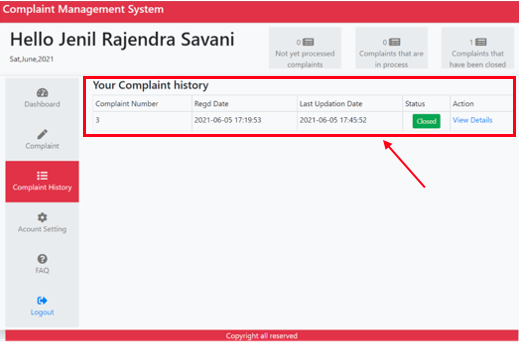 Complaint Management System
Hello Jenil Rajendra Savani
Sat,June,2021
0
Not yet processed
complaints
0
Complaints that are
in process
1
Complaints that
have been closed
Dashboard
Complaint
Complaint History
Acount Setting
FAQ
Logout
Your Complaint history
Complaint Number Regd Date Last Updation Date Status Action
3 2021-06-05 17:19:53 2021-06-05 17:45:52 Closed View Details
Copyright all reserved